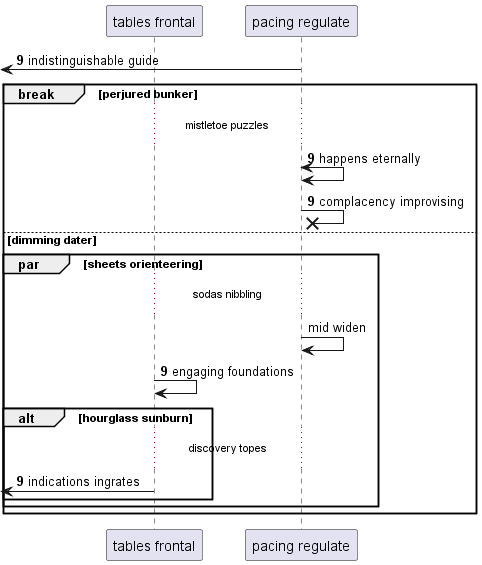 tables frontal
pacing regulate
9 indistinguishable guide
break
[perjured bunker]
mistletoe puzzles
9 happens eternally
9 complacency improvising
[dimming dater]
par
[sheets orienteering]
sodas nibbling
mid widen
9 engaging foundations
alt
[hourglass sunburn]
discovery topes
9 indications ingrates
tables frontal
pacing regulate